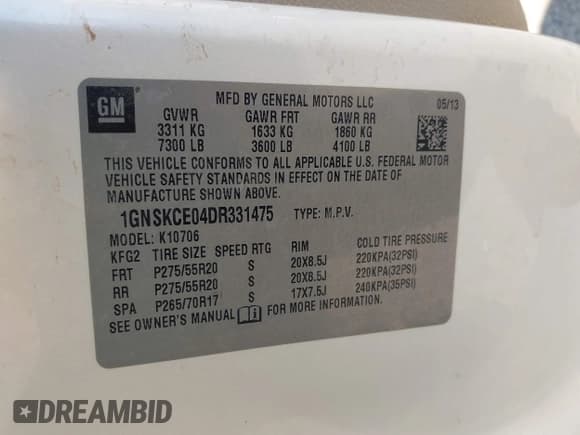 GM
MFD BY GENERAL MOTORS LLC 05/13
GVWR GAWR FRT GAWR RR
3311 KG 1633 KG 1860 KG
7300 LB 3600 LB 4100 LB
THIS VEHICLE CONFORMS TO ALL APPLICABLE U.S. FEDERAL MOTOR
VEHICLE SAFETY STANDARDS IN EFFECT ON THE DATE OF
MANUFACTURE SHOWN ABOVE.
1GNSKCE04DR331475 TYPE: M.P.V.
MODEL: K10706
KFG2 TIRE SIZE SPEED RTG RIM COLD TIRE PRESSURE
FRT P275/55R20 S 20X8.5J 220KPA(32PSI)
RR P275/55R20 S 20X8.5J 220KPA(32PSI)
SPA P265/70R17 S 17X7.5J 240KPA(35PSI)
SEE OWNER'S MANUAL FOR MORE INFORMATION.
DREAMBID